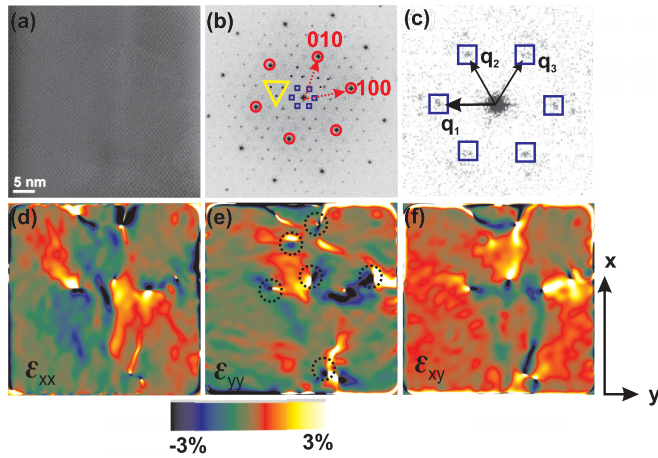 (a)
5 nm
(b)
010
100
(c)
q2
q3
q1
(d)
εxx
(e)
εyy
(f)
εxy
x
y
-3%
3%